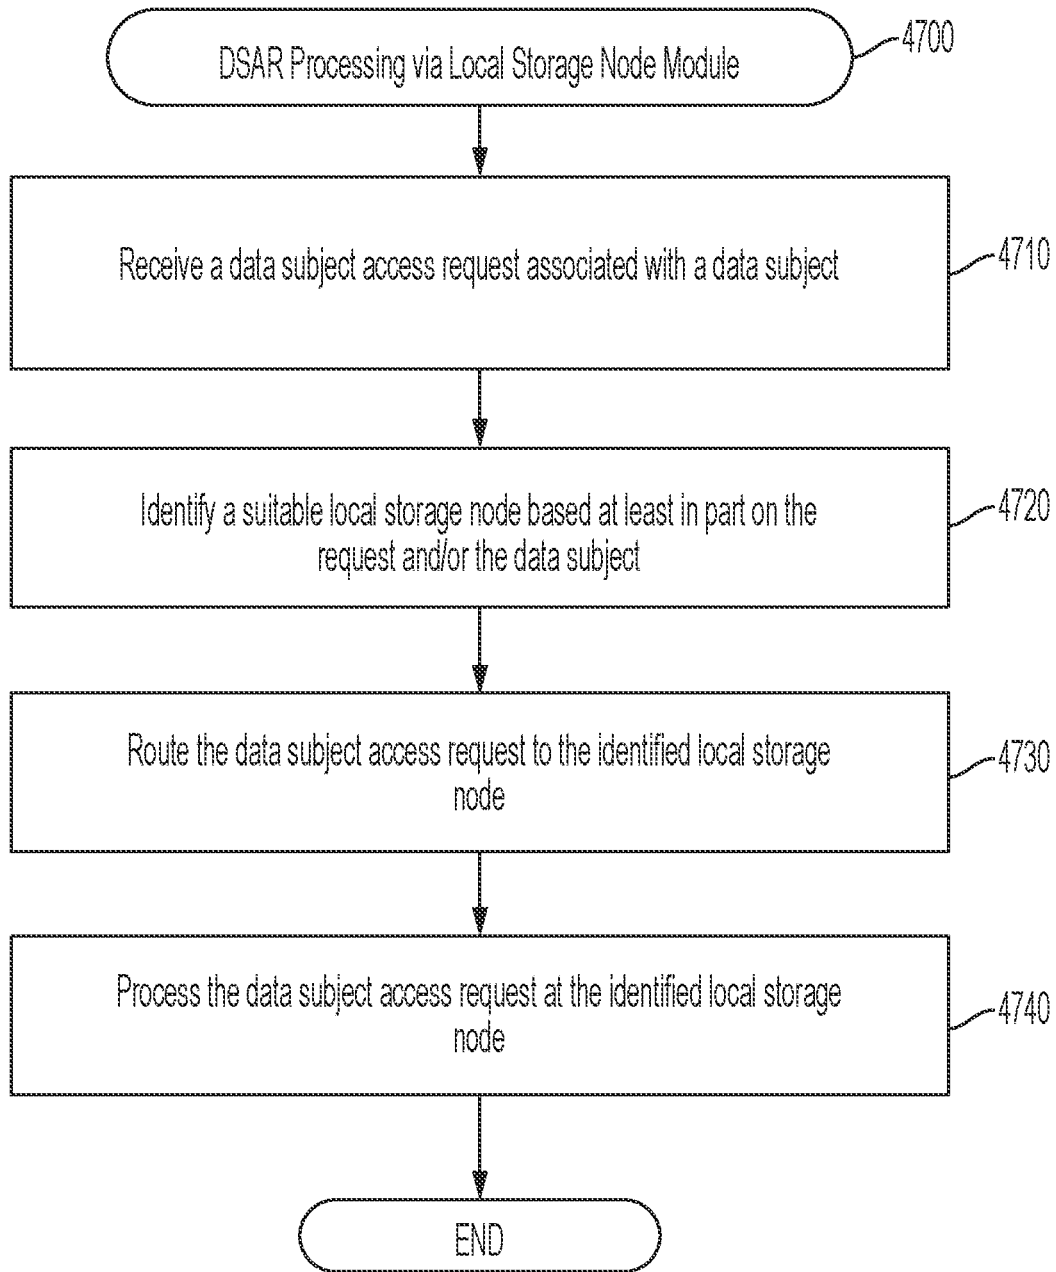 DSAR Processing via Local Storage Node Module
4700
Receive a data subject access request associated with a data subject
4710
Identify a suitable local storage node based at least in part on the
request and/or the data subject
4720
Route the data subject access request to the identified local storage
node
4730
Process the data subject access request at the identified local storage
node
4740
END